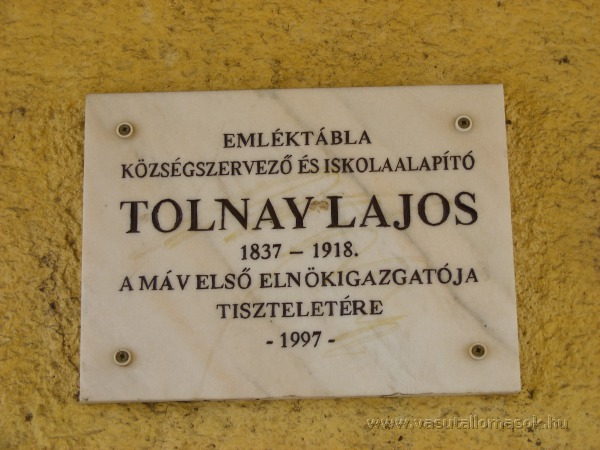 EMLÉKTÁBLA
KÖZSÉGSZERVEZŐ ÉS ISKOLAALAPÍTÓ
TOLNAY LAJOS
1837 – 1918.
A MÁV ELSŐ ELNÖKIGAZGATÓJA
TISZTELETÉRE
- 1997 -
www.vasutallomasok.hu